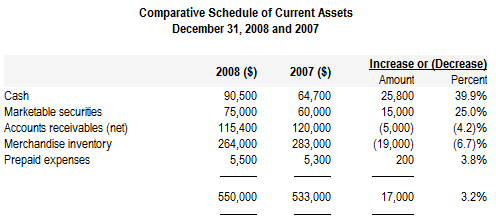 Comparative Schedule of Current Assets
December 31, 2008 and 2007
Increase or (Decrease)
2008 ($) 2007 ($) Amount Percent
Cash 90,500 64,700 25,800 39.9%
Marketable securities 75,000 60,000 15,000 25.0%
Accounts receivables (net) 115,400 120,000 (5,000) (4.2)%
Merchandise inventory 264,000 283,000 (19,000) (6.7)%
Prepaid expenses 5,500 5,300 200 3.8%
550,000 533,000 17,000 3.2%